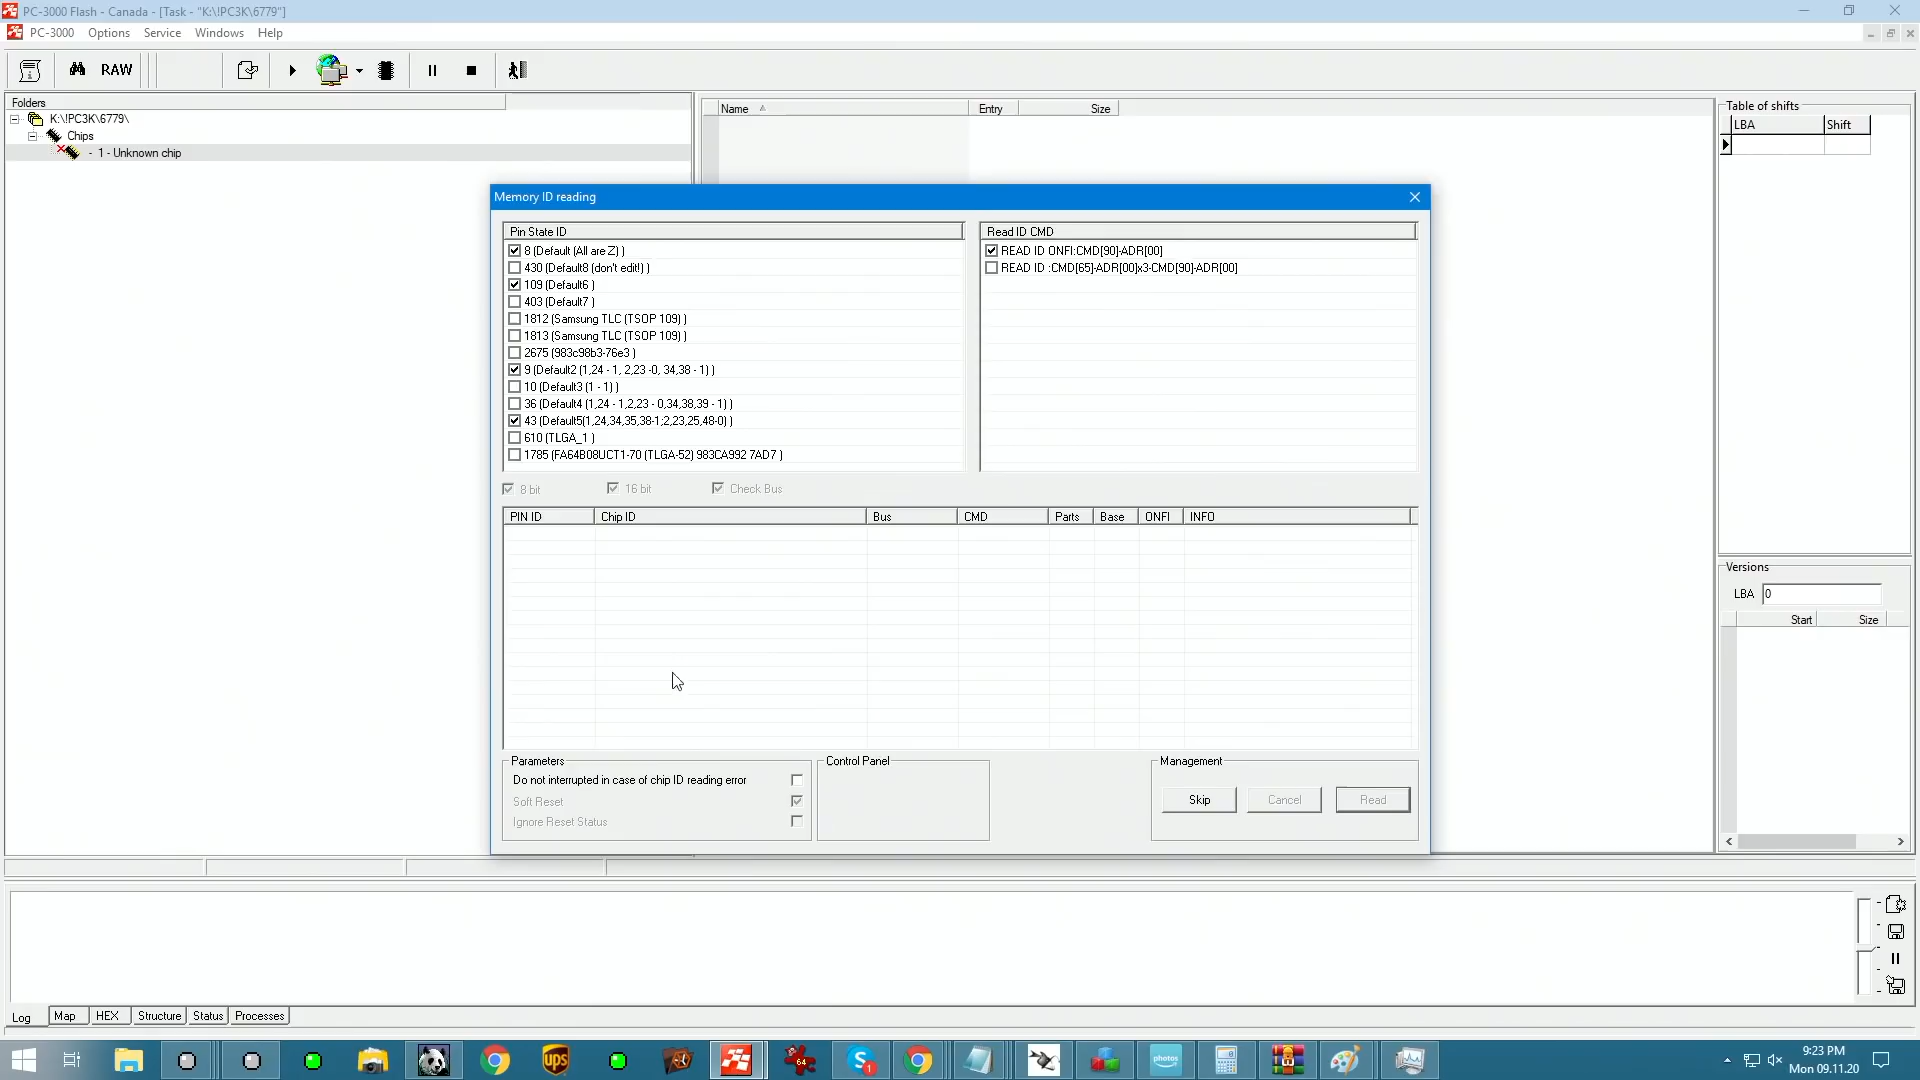 PC-3000 Flash - Canada - [Task - "K:\!PC3K\6779"]
PC-3000 Options Service Windows Help
RAW
Folders
K:\!PC3K\6779\
Chips
- 1 - Unknown chip
Name Entry Size
Table of shifts
LBA Shift
Memory ID reading
Pin State ID
8 (Default (All are Z) )
430 (Default8 (don't edit!) )
109 (Default6 )
403 (Default7 )
1812 (Samsung TLC (TSOP 109) )
1813 (Samsung TLC (TSOP 109) )
2675 (983c98b3-76e3 )
9 (Default2 (1,24 - 1, 2,23 -0, 34,38 - 1) )
10 (Default3 (1 - 1) )
36 (Default4 (1,24 - 1,2,23 - 0,34,38,39 - 1) )
43 (Default5(1,24,34,35,38-1;2,23,25,48-0) )
610 (TLGA_1 )
1785 (FA64B08UCT1-70 (TLGA-52) 983CA992 7AD7 )
Read ID CMD
READ ID ONFI:CMD[90]-ADR[00]
READ ID :CMD[65]-ADR[00]x3-CMD[90]-ADR[00]
8 bit 16 bit Check Bus
PIN ID Chip ID Bus CMD Parts Base ONFI INFO
Parameters
Do not interrupted in case of chip ID reading error
Soft Reset
Ignore Reset Status
Control Panel
Management
Skip Cancel Read
Versions
LBA 0
Start Size
Log Map HEX Structure Status Processes
ups
64
S
1
photos
9:23 PM
Mon 09.11.20